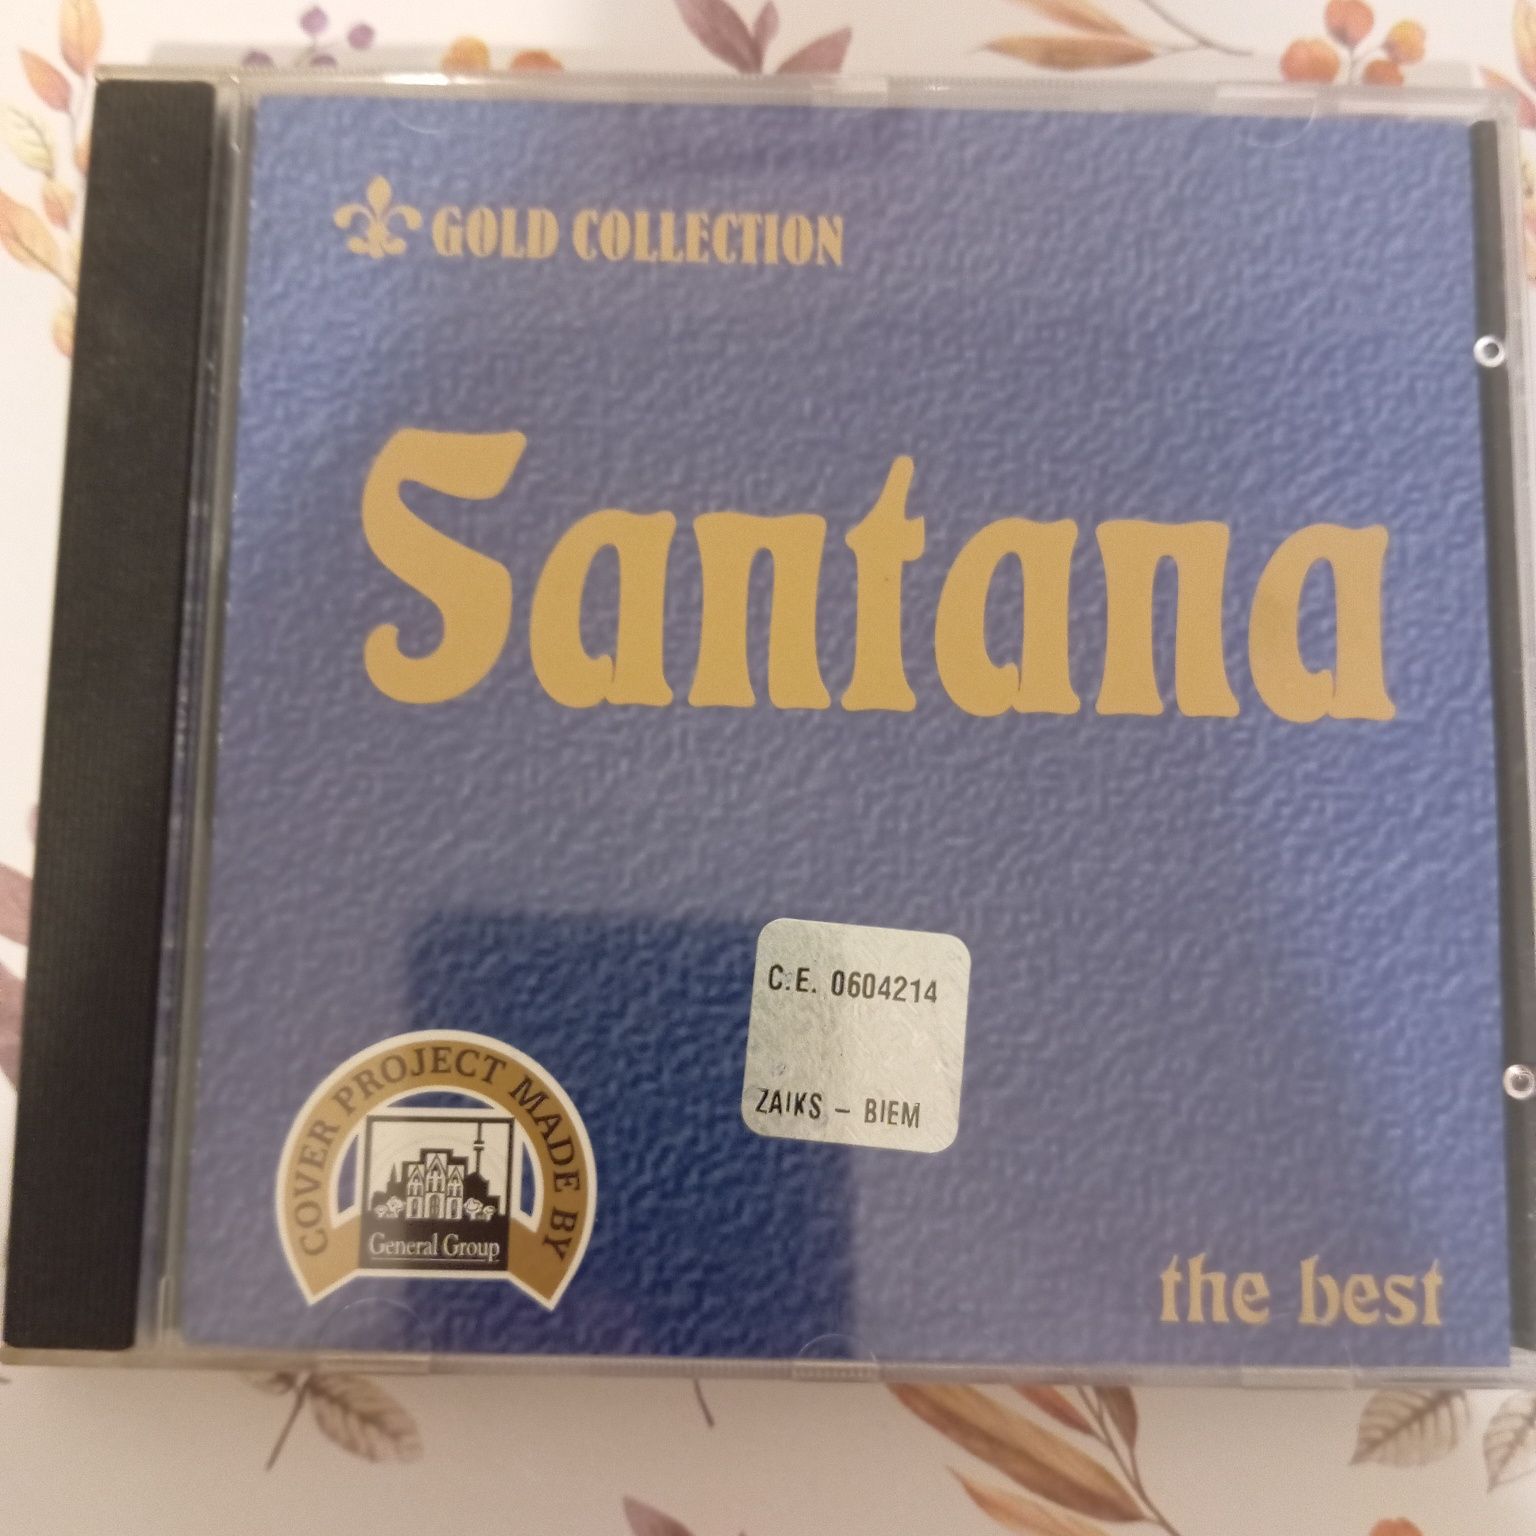 GOLD COLLECTION
Santana
C.E. 0604214
ZAIKS – BIEM
COVER PROJECT MADE BY
General Group
the best